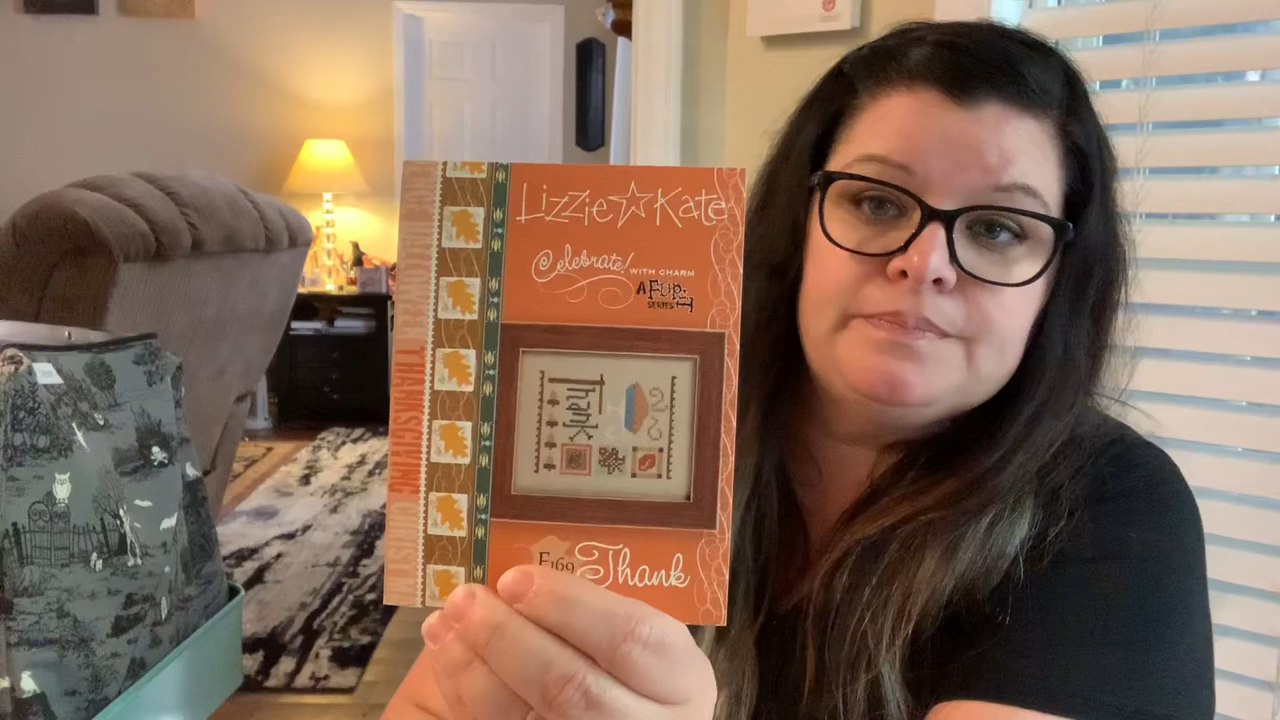 Lizzie Kate
Celebrate! WITH CHARM
A FLIP-IT
SERIES
Thank
F169 Thank
THANKSGIVING